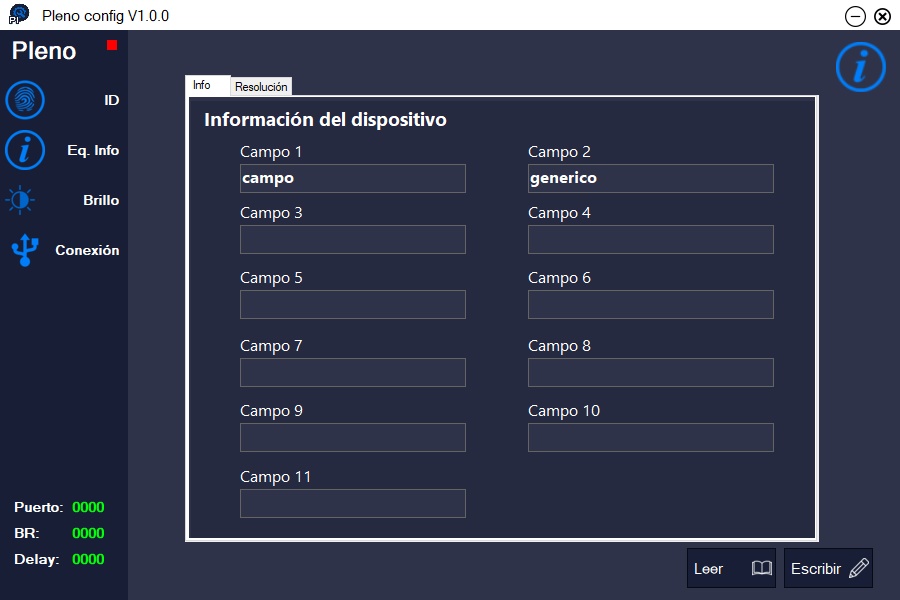 Pleno config V1.0.0
Pleno
ID
Eq. Info
Brillo
Conexión
Puerto: 0000
BR: 0000
Delay: 0000
Info
Resolución
Información del dispositivo
Campo 1
campo
Campo 2
generico
Campo 3
Campo 4
Campo 5
Campo 6
Campo 7
Campo 8
Campo 9
Campo 10
Campo 11
Leer
Escribir